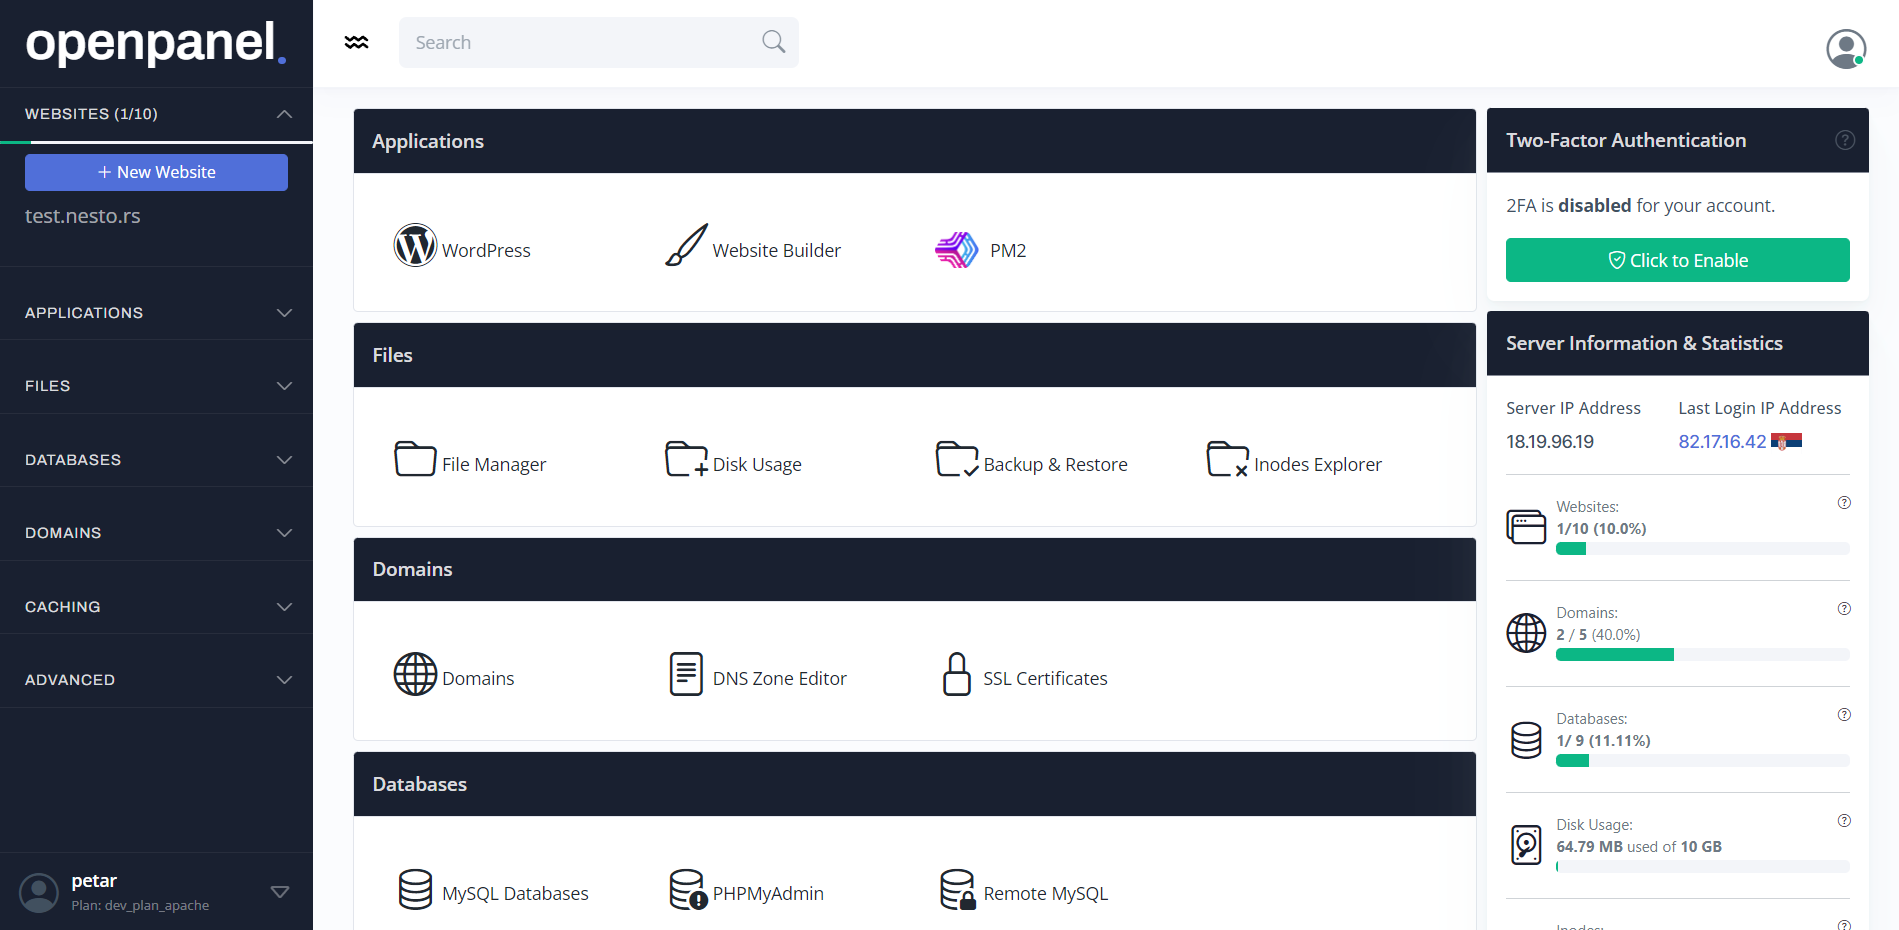 openpanel.
WEBSITES (1/10)
+ New Website
test.nesto.rs
APPLICATIONS
FILES
DATABASES
DOMAINS
CACHING
ADVANCED
petar
Plan: dev_plan_apache
Search
Applications
WordPress
Website Builder
PM2
Files
File Manager
Disk Usage
Backup & Restore
Inodes Explorer
Domains
Domains
DNS Zone Editor
SSL Certificates
Databases
MySQL Databases
PHPMyAdmin
Remote MySQL
Two-Factor Authentication
2FA is disabled for your account.
Click to Enable
Server Information & Statistics
Server IP Address
18.19.96.19
Last Login IP Address
82.17.16.42
Websites:
1/10 (10.0%)
Domains:
2 / 5 (40.0%)
Databases:
1/ 9 (11.11%)
Disk Usage:
64.79 MB used of 10 GB
Inodes: